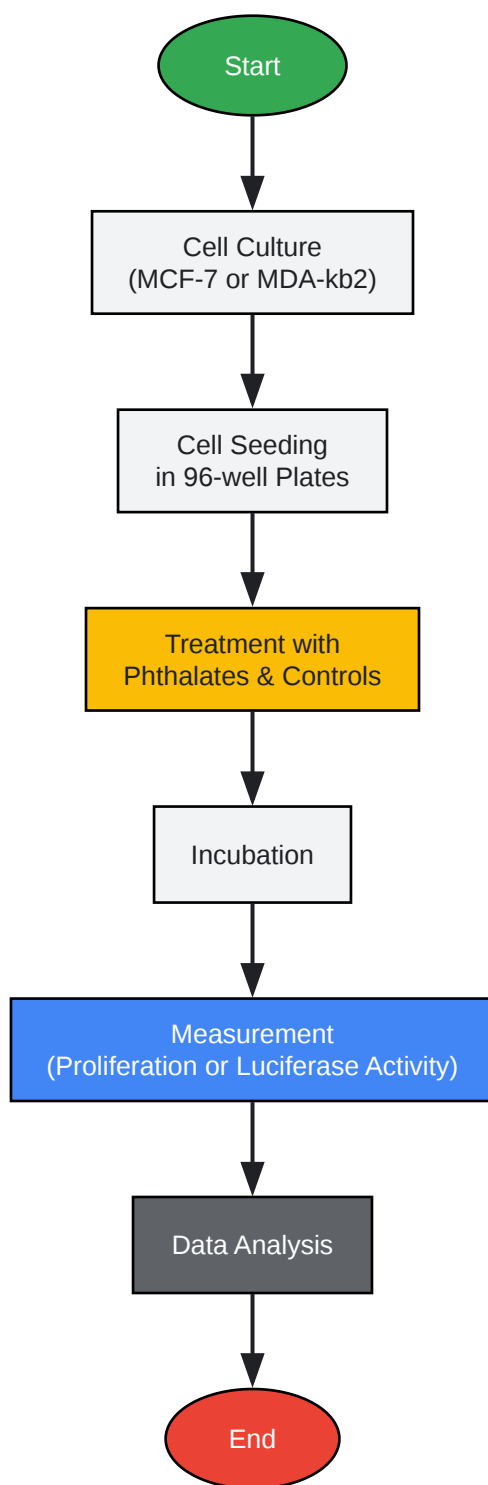 Start
Cell Culture
(MCF-7 or MDA-kb2)
Cell Seeding
in 96-well Plates
Treatment with
Phthalates & Controls
Incubation
Measurement
(Proliferation or Luciferase Activity)
Data Analysis
End